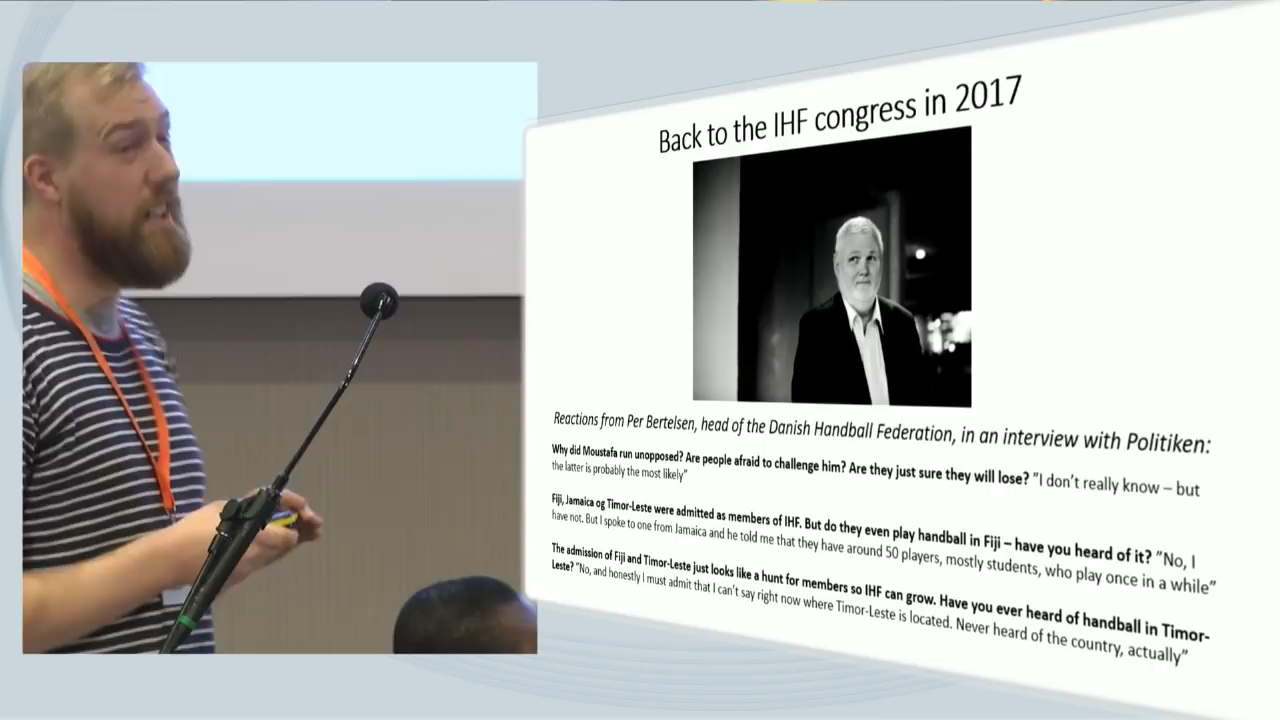 Back to the IHF congress in 2017
Reactions from Per Bertelsen, head of the Danish Handball Federation, in an interview with Politiken:
Why did Moustafa run unopposed? Are people afraid to challenge him? Are they just sure they will lose? "I don't really know – but
the latter is probably the most likely"
Fiji, Jamaica og Timor-Leste were admitted as members of IHF. But do they even play handball in Fiji – have you heard of it? "No, I
have not. But I spoke to one from Jamaica and he told me that they have around 50 players, mostly students, who play once in a while"
The admission of Fiji and Timor-Leste just looks like a hunt for members so IHF can grow. Have you ever heard of handball in Timor-
Leste? "No, and honestly I must admit that I can't say right now where Timor-Leste is located. Never heard of the country, actually"